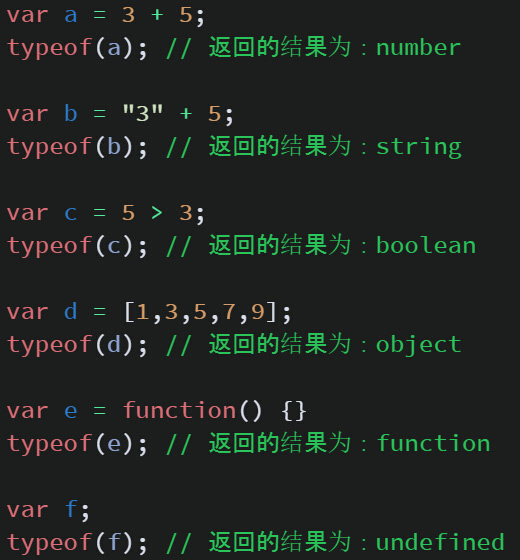 var a = 3 + 5;
typeof(a); // 返回的结果为：number
var b = "3" + 5;
typeof(b); // 返回的结果为：string
var c = 5 > 3;
typeof(c); // 返回的结果为：boolean
var d = [1,3,5,7,9];
typeof(d); // 返回的结果为：object
var e = function() {}
typeof(e); // 返回的结果为：function
var f;
typeof(f); // 返回的结果为：undefined